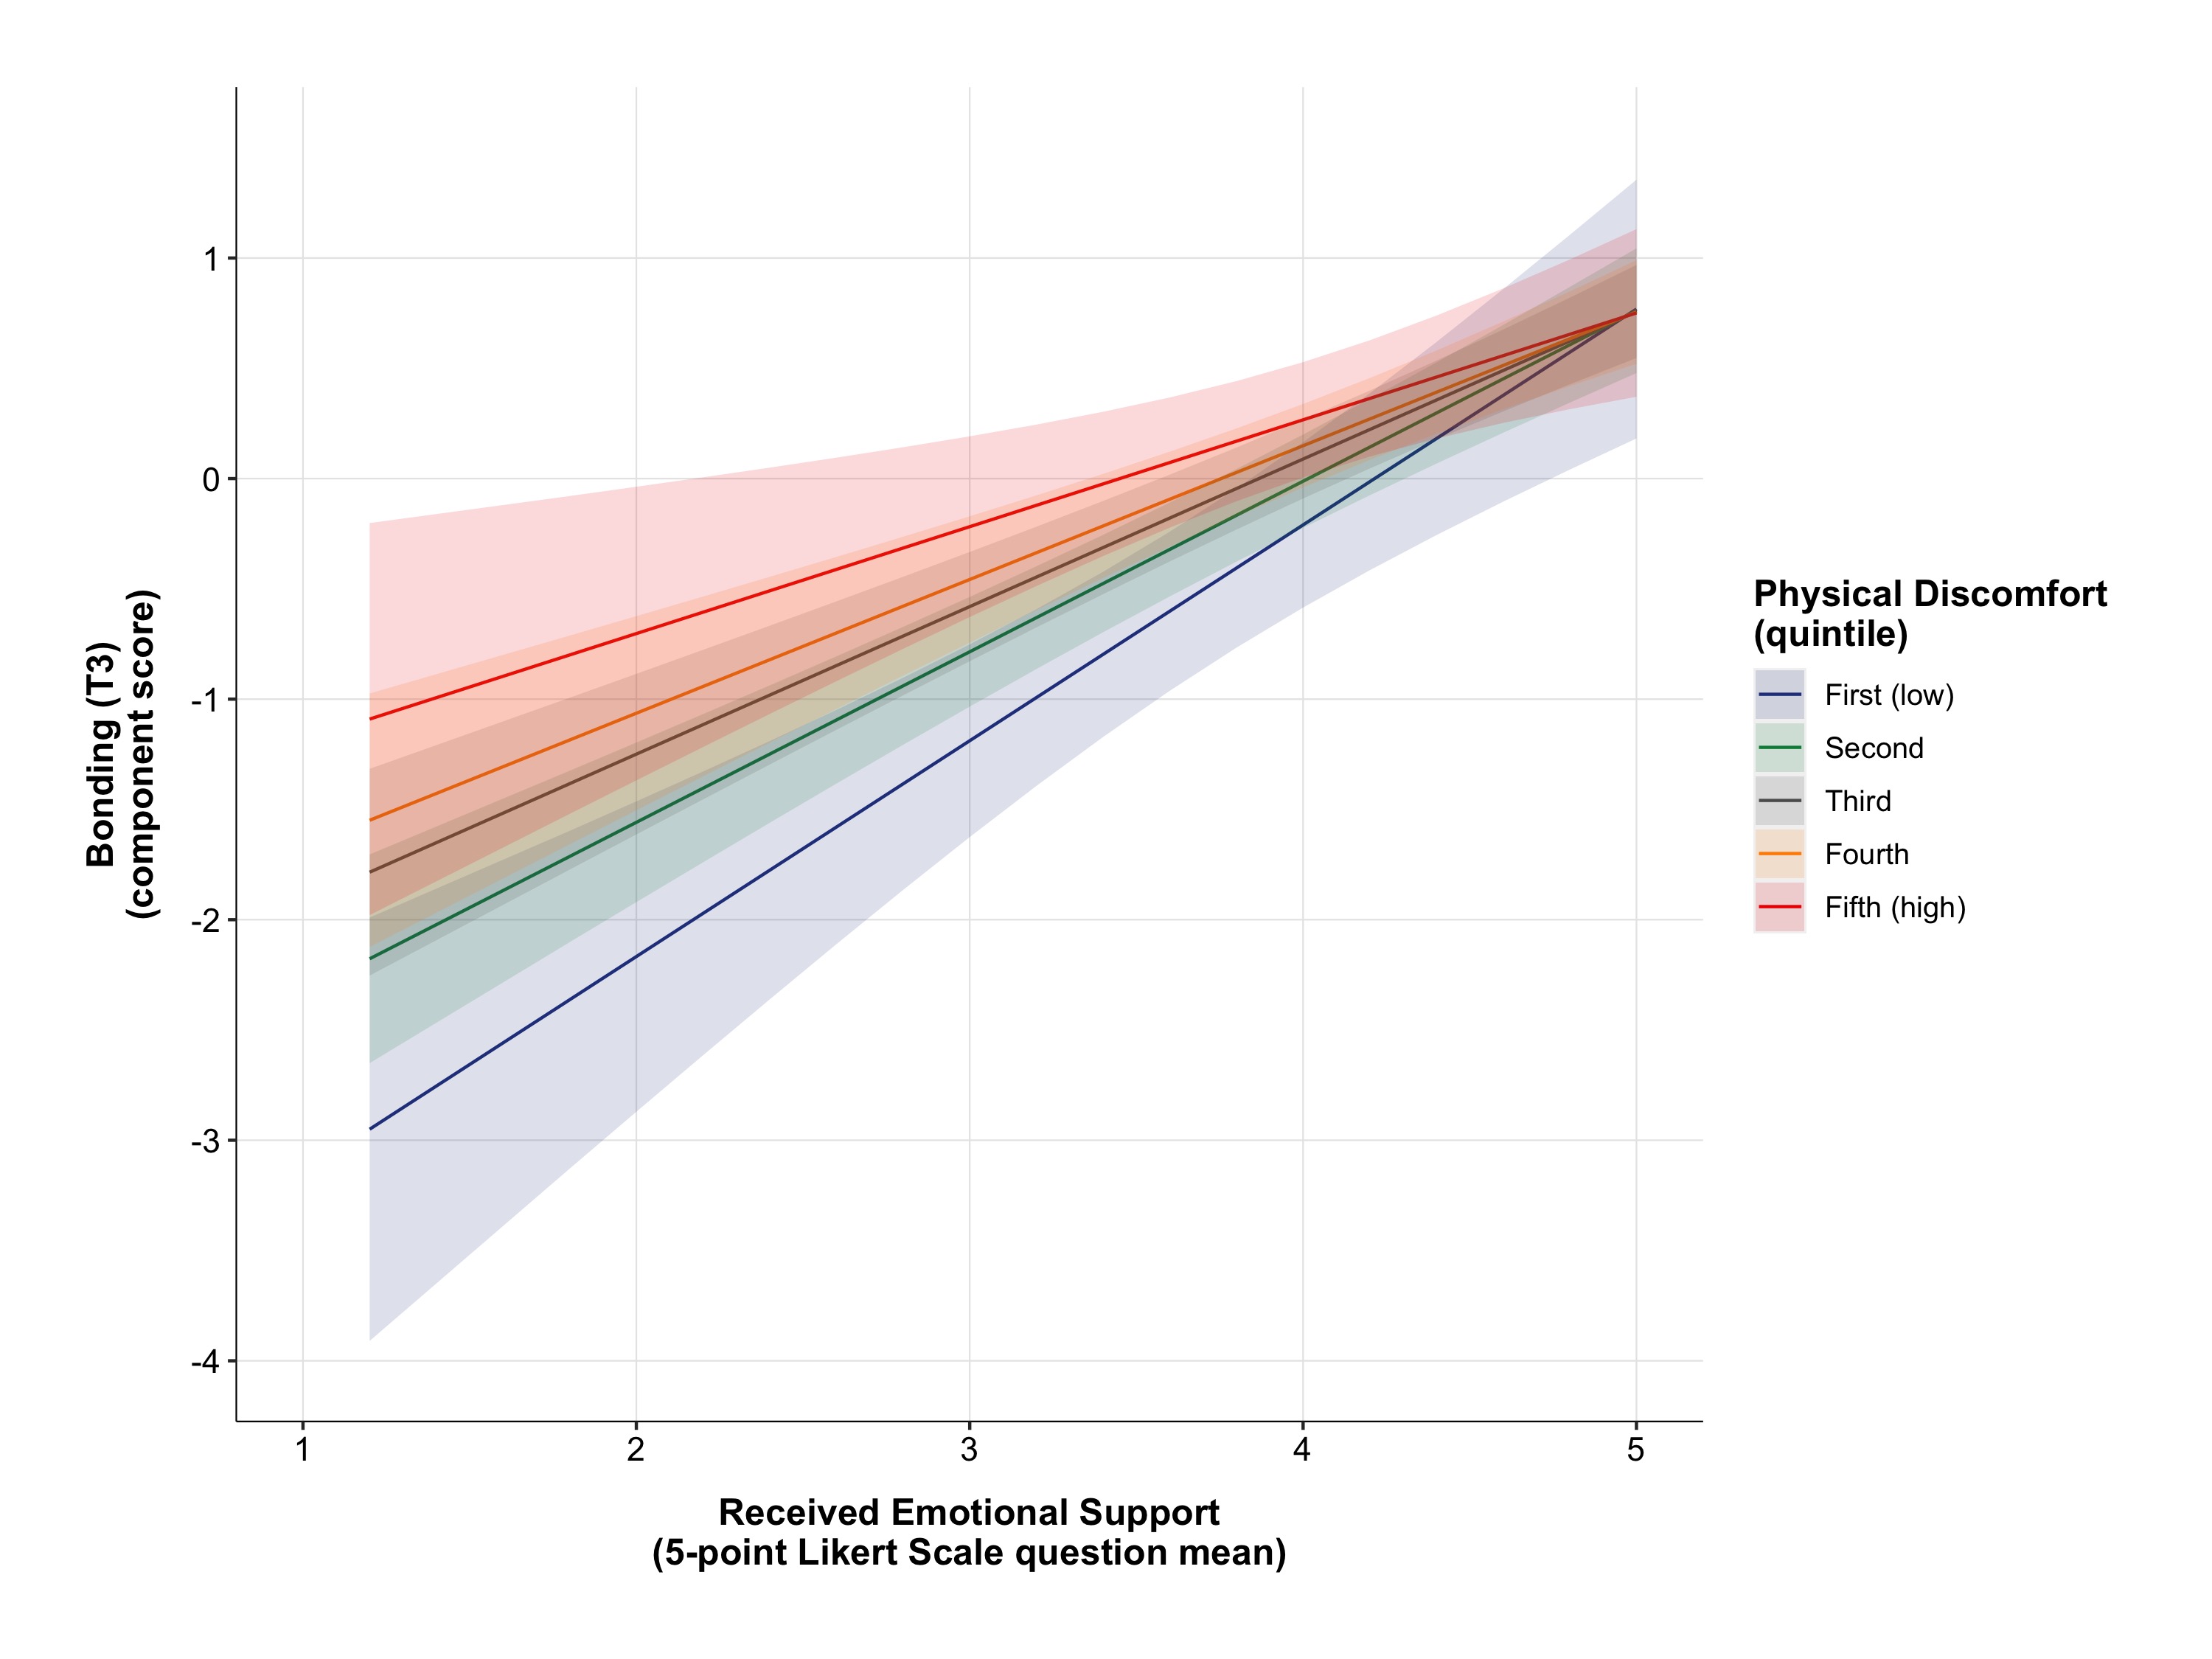 1
0
-1
-2
-3
-4
Bonding (T3)
(component score)
1 2 3 4 5
Received Emotional Support
(5-point Likert Scale question mean)
Physical Discomfort
(quintile)
First (low)
Second
Third
Fourth
Fifth (high)